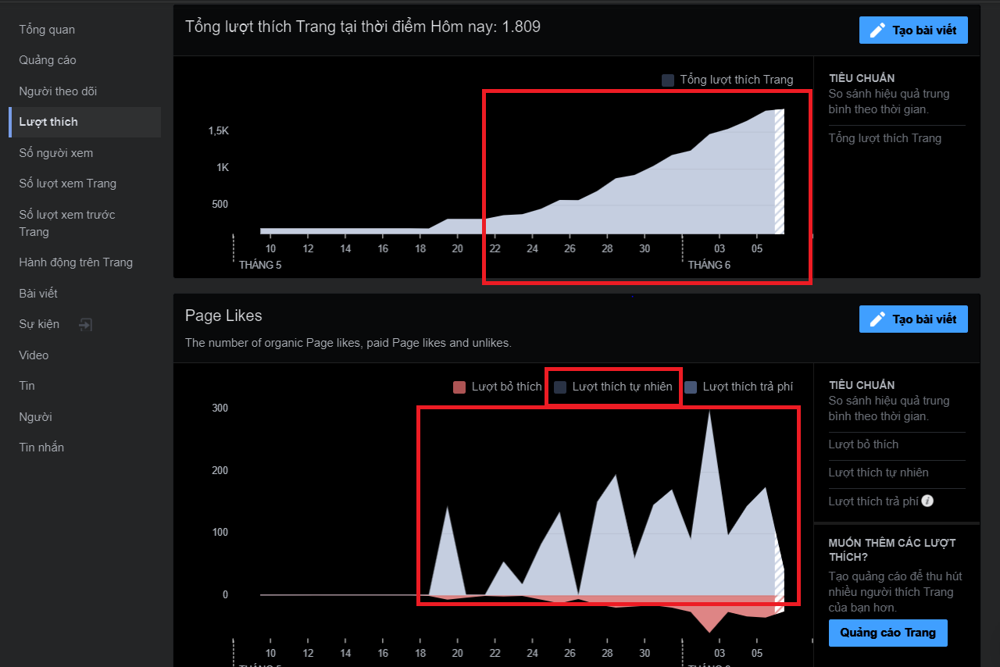 Tổng quan
Quảng cáo
Người theo dõi
Lượt thích
Số người xem
Số lượt xem Trang
Số lượt xem trước
Trang
Hành động trên Trang
Bài viết
Sự kiện
Video
Tin
Người
Tin nhắn
Tổng lượt thích Trang tại thời điểm Hôm nay: 1.809
Tạo bài viết
Tổng lượt thích Trang
1,5K
1K
500
10 12 14 16 18 20 22 24 26 28 30 03 05
THÁNG 5 THÁNG 6
TIÊU CHUẨN
So sánh hiệu quả trung
bình theo thời gian.
Tổng lượt thích Trang
Page Likes
The number of organic Page likes, paid Page likes and unlikes.
Tạo bài viết
Lượt bỏ thích Lượt thích tự nhiên Lượt thích trả phí
300
200
100
0
10 12 14 16 18 20 22 24 26 28 30 03 05
TIÊU CHUẨN
So sánh hiệu quả trung
bình theo thời gian.
Lượt bỏ thích
Lượt thích tự nhiên
Lượt thích trả phí
MUỐN THÊM CÁC LƯỢT
THÍCH?
Tạo quảng cáo để thu hút
nhiều người thích Trang
của bạn hơn.
Quảng cáo Trang